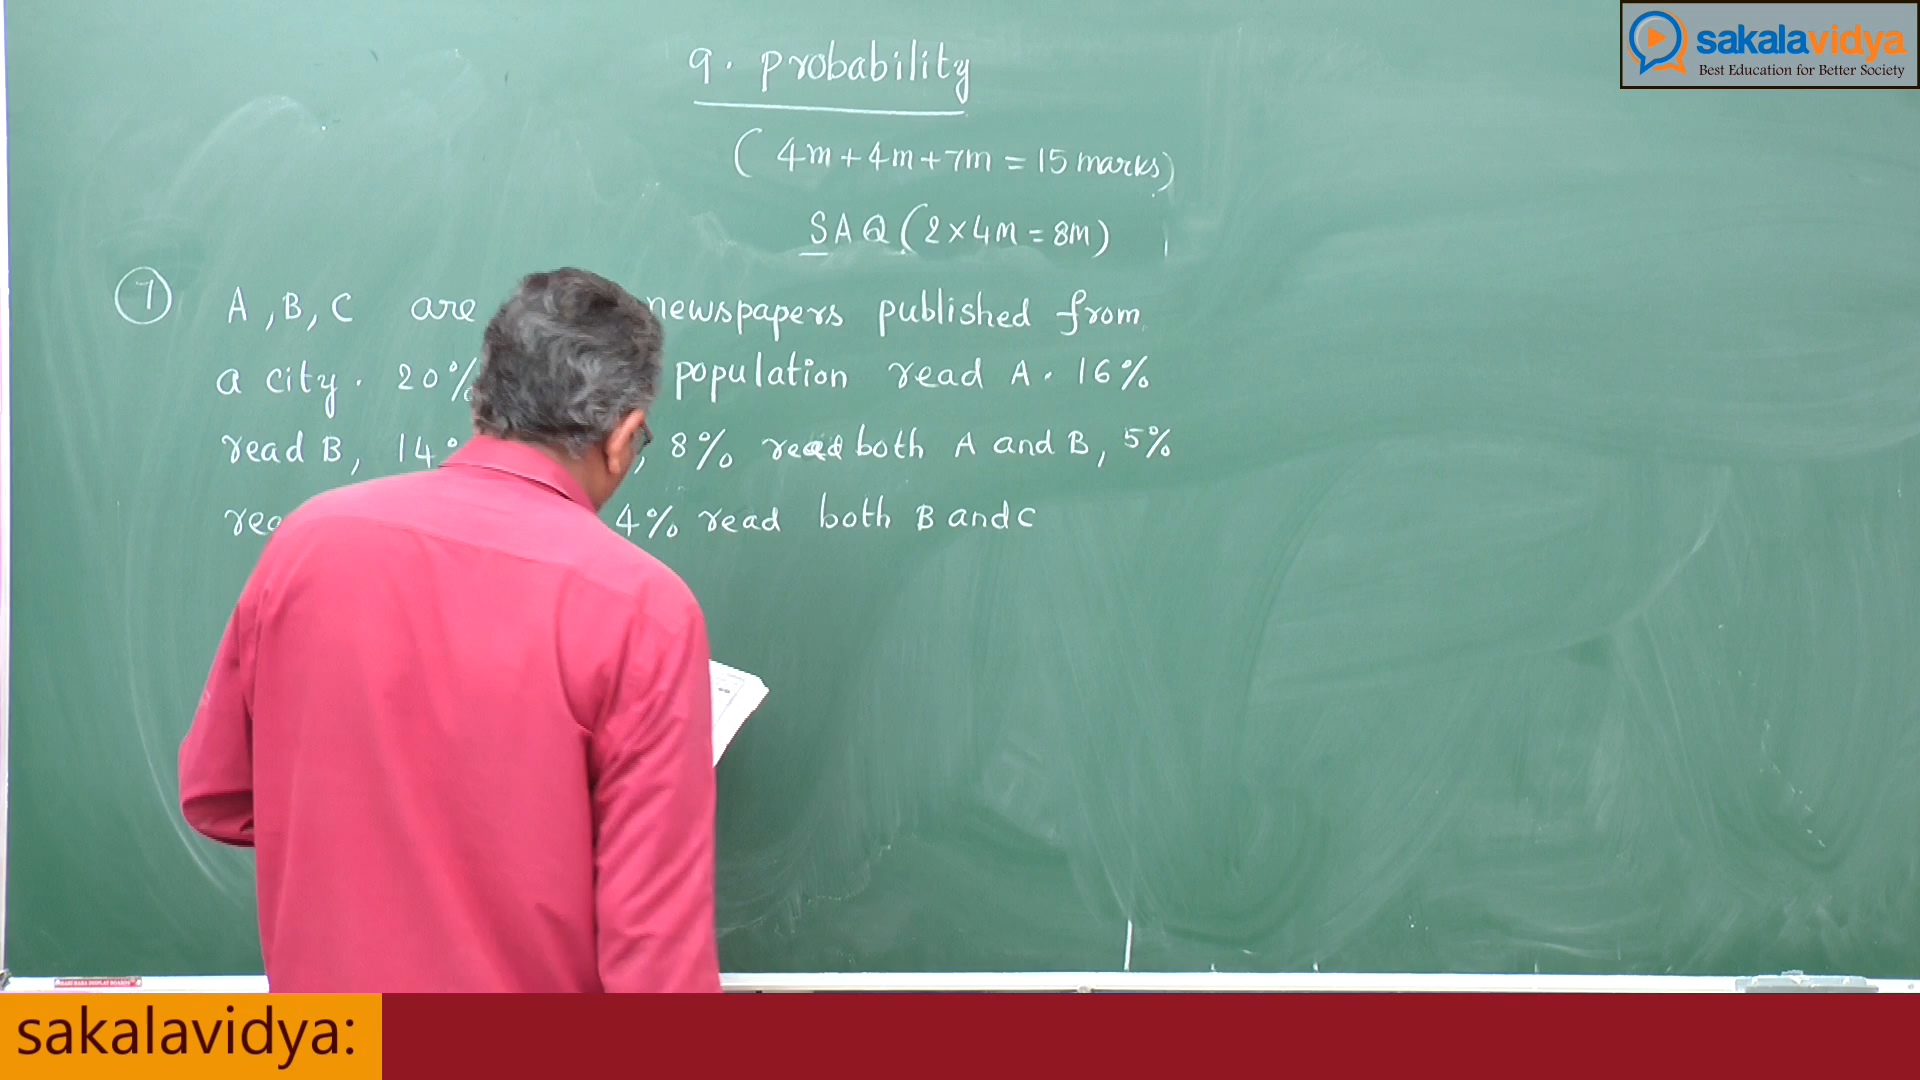 sakalavidya
Best Education for Better Society
9. probability
(4m+4m+7m = 15 marks)
SAQ (2×4m = 8m)
7 A, B, C are newspapers published from
a city. 20% population read A. 16%
read B, 14% , 8% read both A and B, 5%
4% read both B and C
sakalavidya: